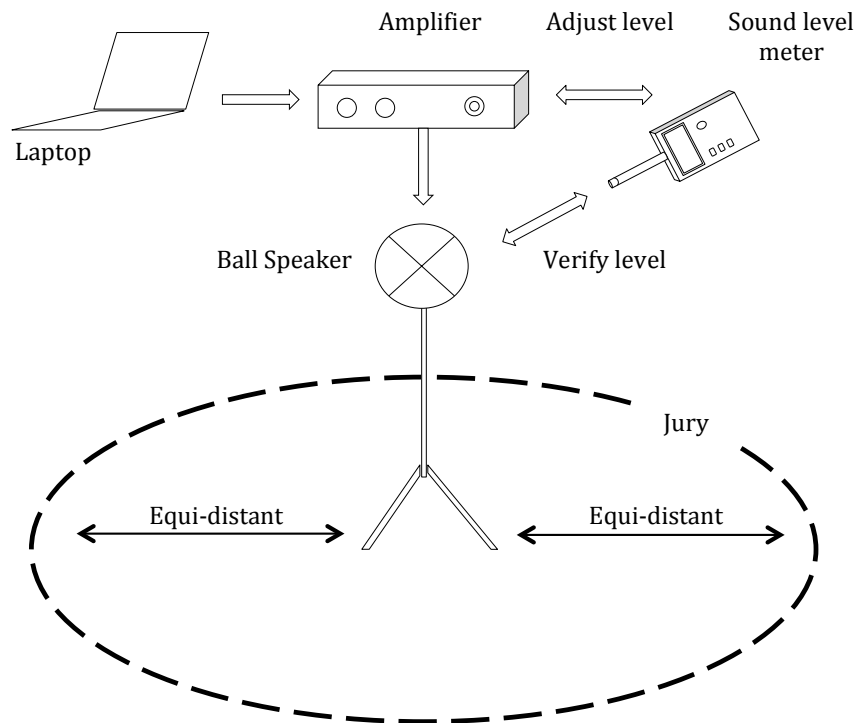 Amplifier
Adjust level
Sound level
meter
Laptop
Ball Speaker
Verify level
Jury
Equi-distant
Equi-distant